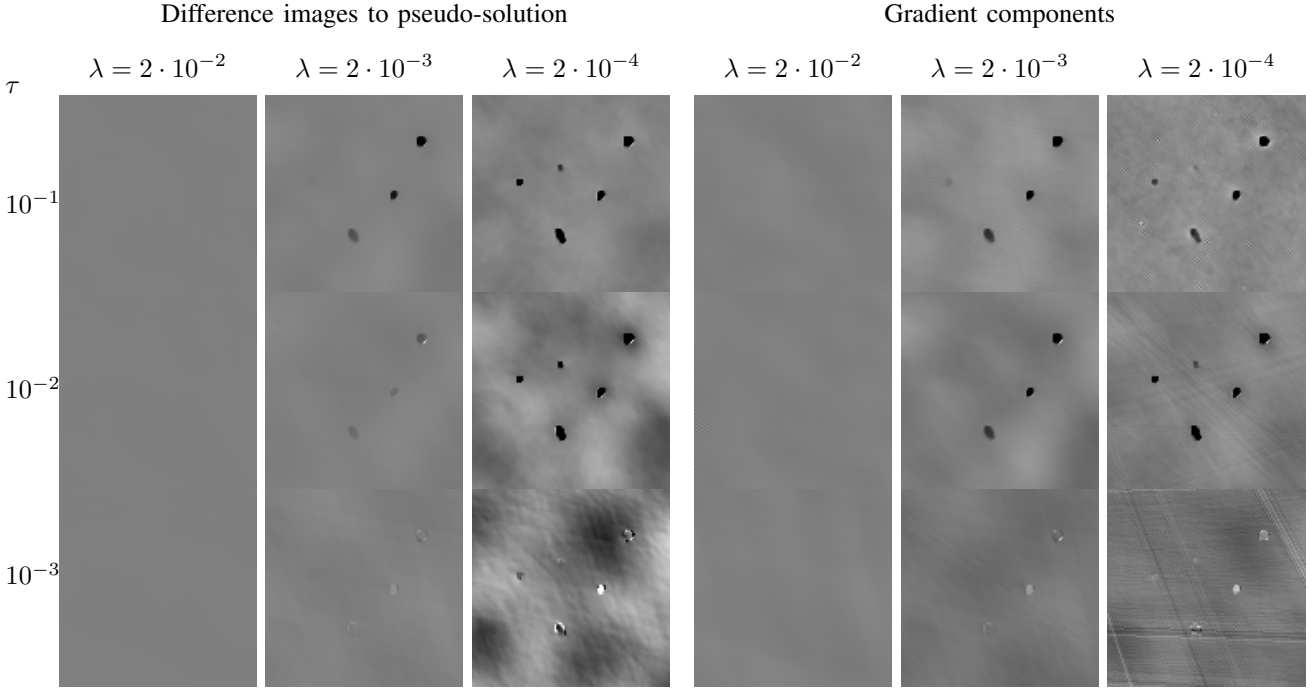 Difference images to pseudo-solution Gradient components
λ = 2 · 10⁻² λ = 2 · 10⁻³ λ = 2 · 10⁻⁴ λ = 2 · 10⁻² λ = 2 · 10⁻³ λ = 2 · 10⁻⁴
τ
10⁻¹
10⁻²
10⁻³